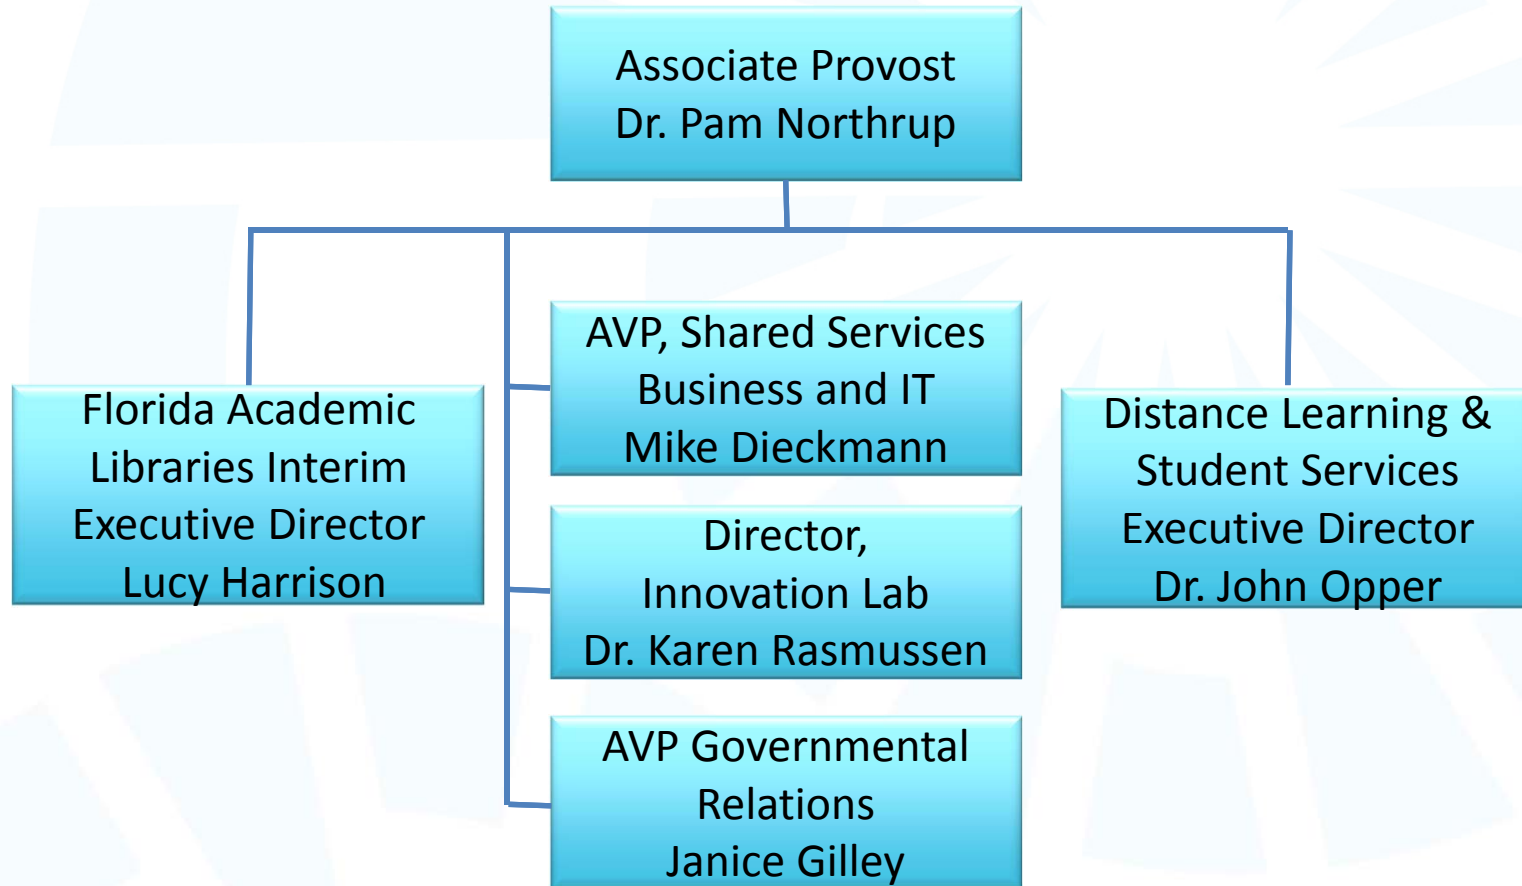 Associate Provost
Dr. Pam Northrup
AVP, Shared Services
Business and IT
Mike Dieckmann
Florida Academic
Libraries Interim
Executive Director
Lucy Harrison
Distance Learning &
Student Services
Executive Director
Dr. John Opper
Director,
Innovation Lab
Dr. Karen Rasmussen
AVP Governmental
Relations
Janice Gilley